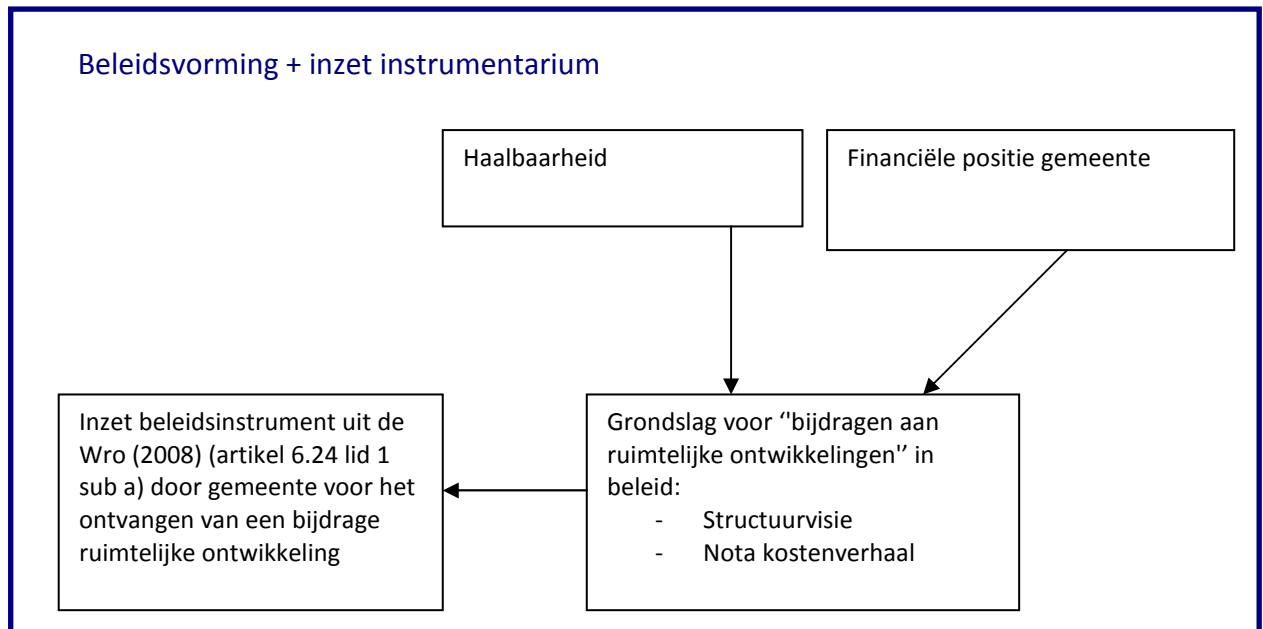 Beleidsvorming + inzet instrumentarium
Haalbaarheid
Financiële positie gemeente
Inzet beleidsinstrument uit de
Wro (2008) (artikel 6.24 lid 1
sub a) door gemeente voor het
ontvangen van een bijdrage
ruimtelijke ontwikkeling
Grondslag voor “bijdragen aan
ruimtelijke ontwikkelingen'' in
beleid:
- Structuurvisie
- Nota kostenverhaal